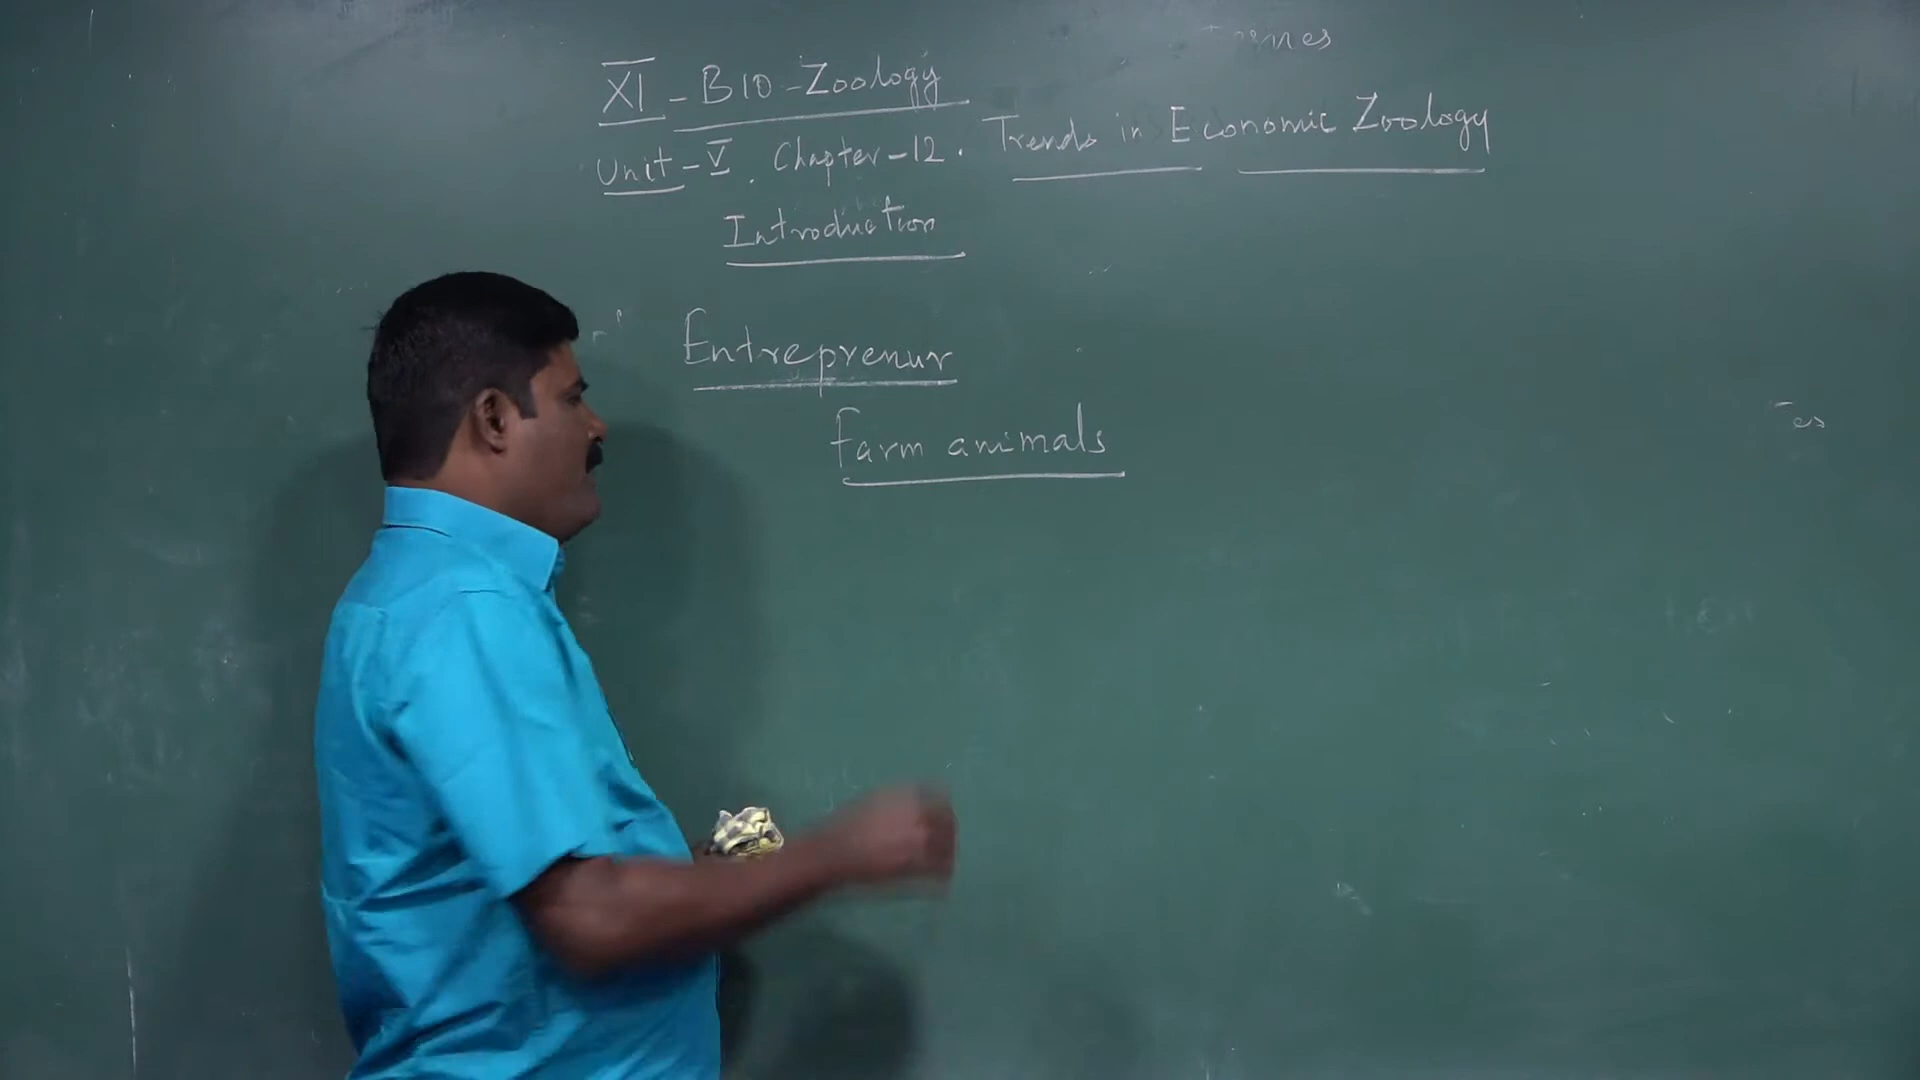 XI - BIO - Zoology
Unit - V. Chapter - 12. Trends in Economic Zoology
Introduction
Entreprenur
Farm animals